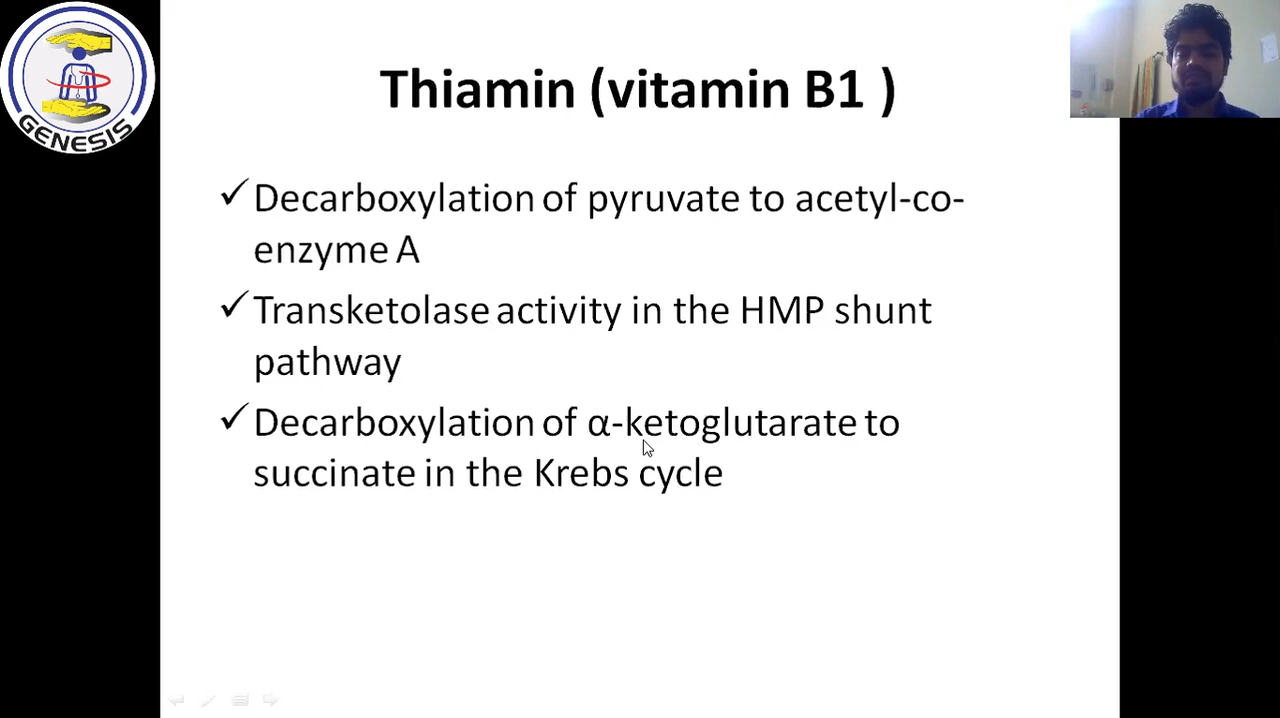 GENESIS
Thiamin (vitamin B1 )
✓Decarboxylation of pyruvate to acetyl-co-
enzyme A
✓Transketolase activity in the HMP shunt
pathway
✓Decarboxylation of α-ketoglutarate to
succinate in the Krebs cycle